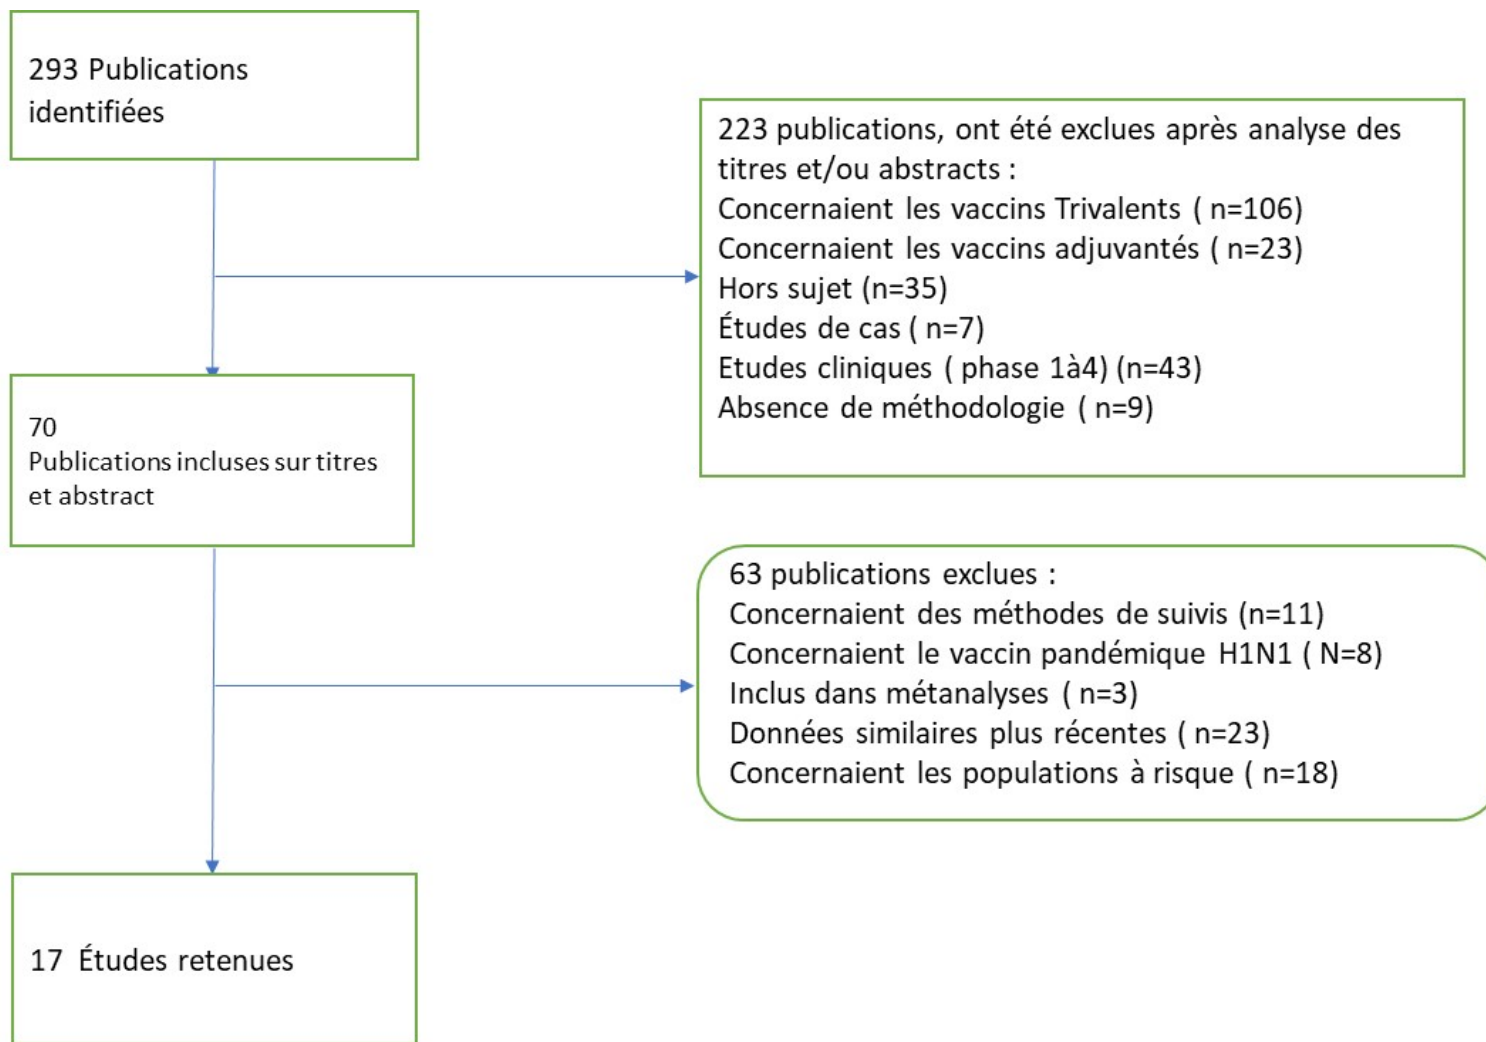 293 Publications
identifiées
223 publications, ont été exclues après analyse des
titres et/ou abstracts :
Concernaient les vaccins Trivalents ( n=106)
Concernaient les vaccins adjuvantés ( n=23)
Hors sujet (n=35)
Études de cas ( n=7)
Etudes cliniques ( phase 1à4) (n=43)
Absence de méthodologie ( n=9)
70
Publications incluses sur titres
et abstract
63 publications exclues :
Concernaient des méthodes de suivis (n=11)
Concernaient le vaccin pandémique H1N1 ( N=8)
Inclus dans métanalyses ( n=3)
Données similaires plus récentes ( n=23)
Concernaient les populations à risque ( n=18)
17 Études retenues